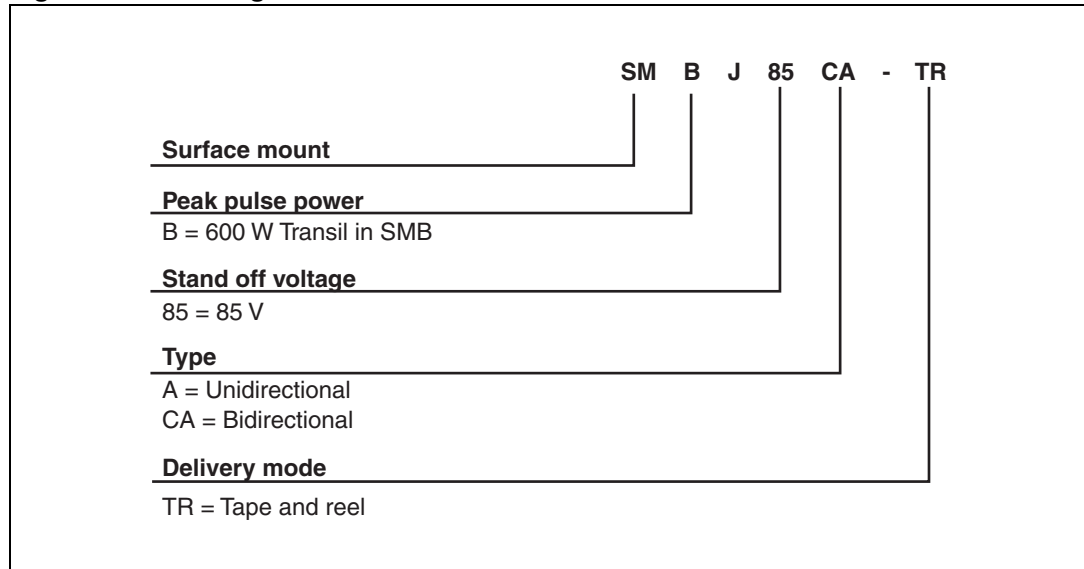 SM B J 85 CA - TR
Surface mount
Peak pulse power
B = 600 W Transil in SMB
Stand off voltage
85 = 85 V
Type
A = Unidirectional
CA = Bidirectional
Delivery mode
TR = Tape and reel